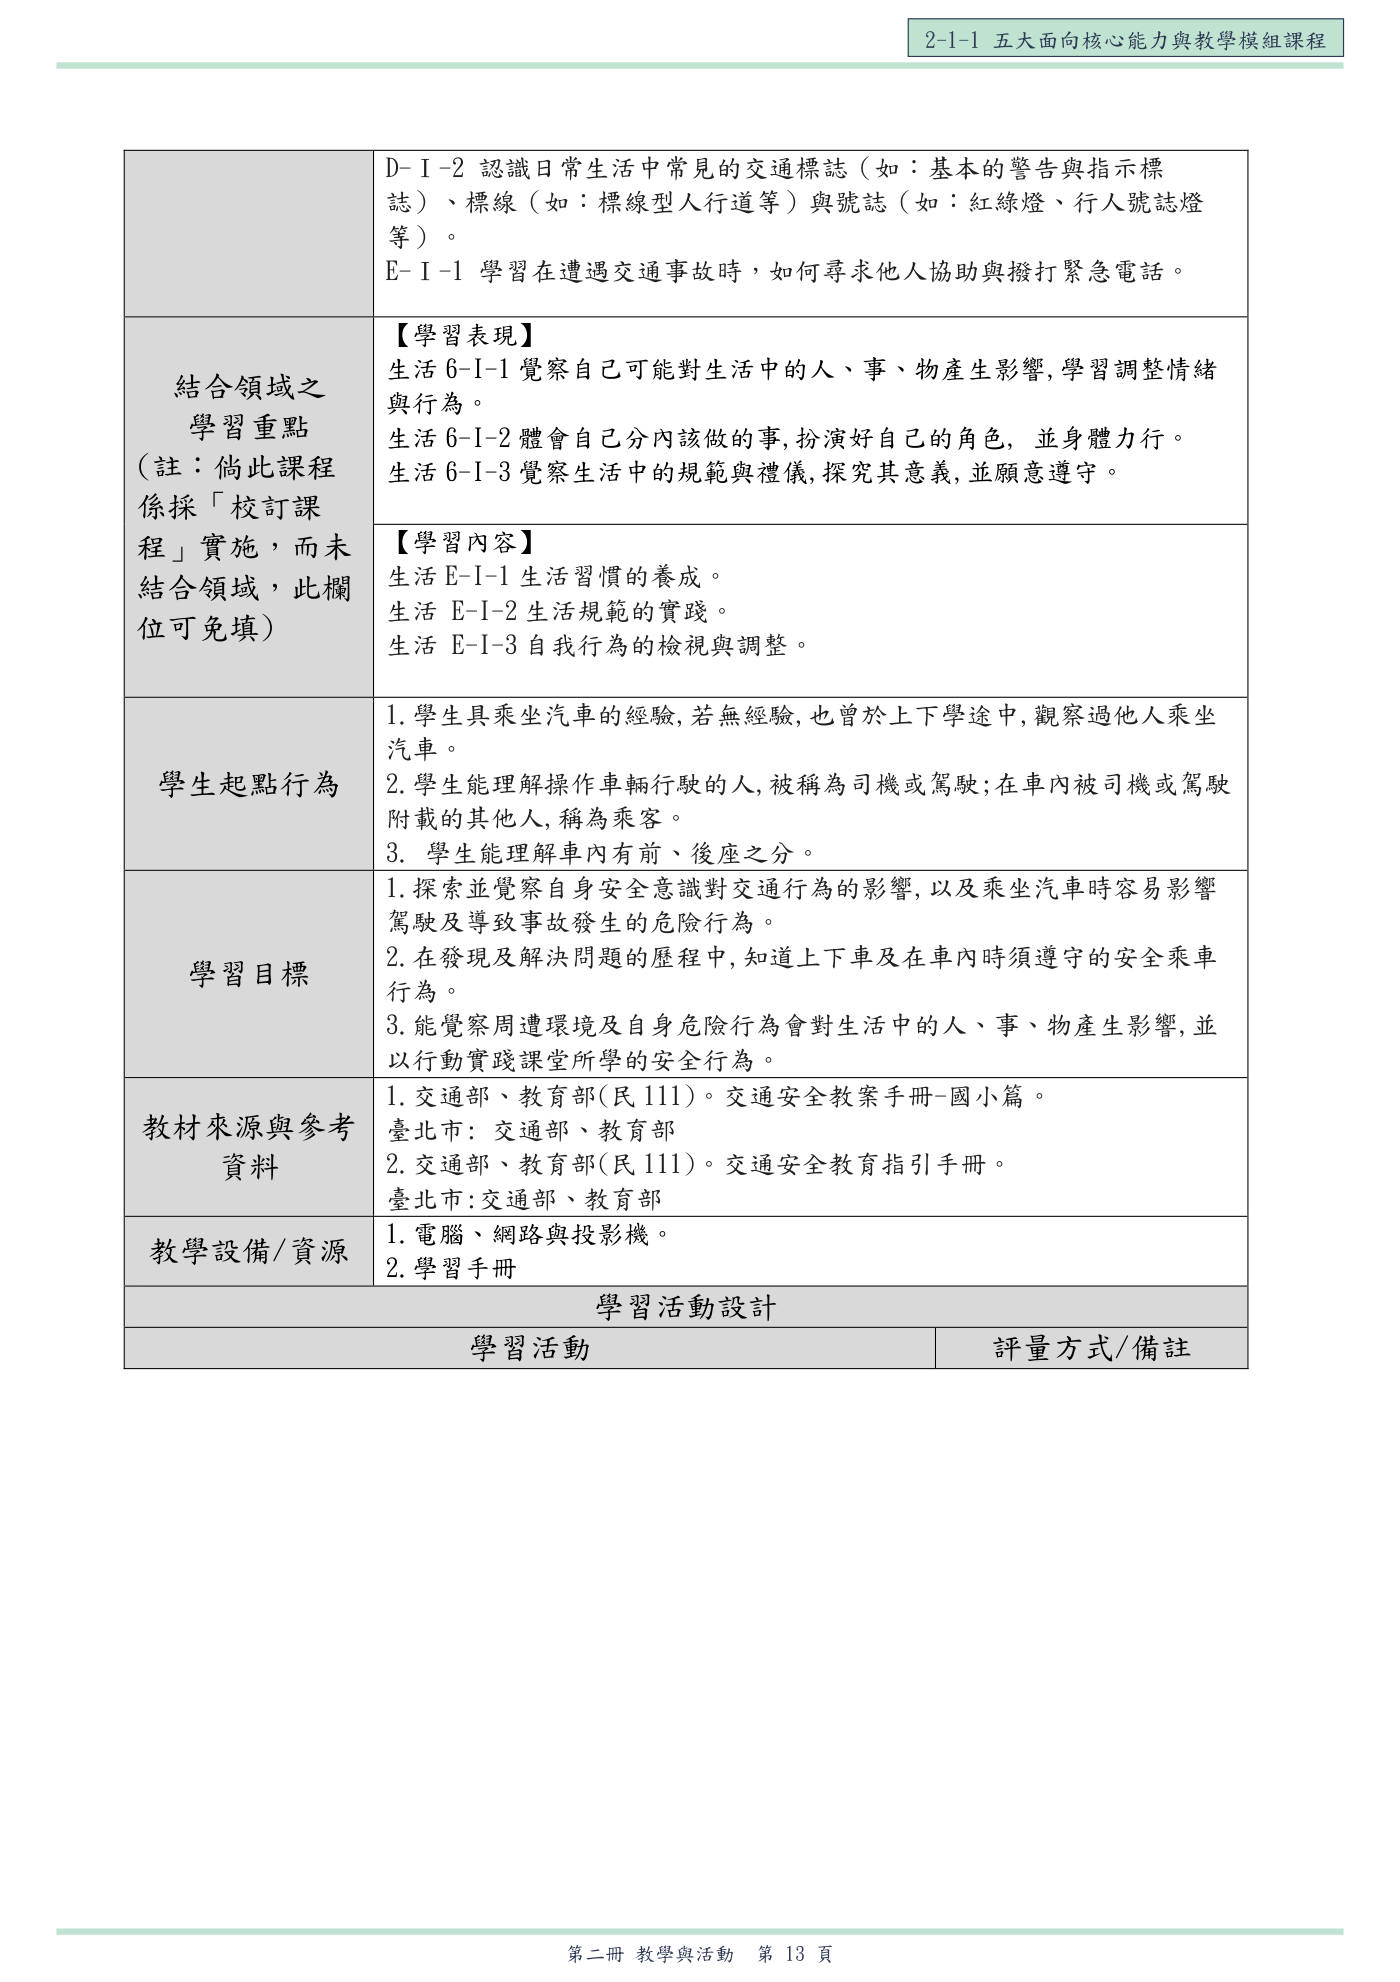 2-1-1 五大面向核心能力與教學模組課程
D-Ⅰ-2 認識日常生活中常見的交通標誌（如：基本的警告與指示標
誌）、標線（如：標線型人行道等）與號誌（如：紅綠燈、行人號誌燈
等）。
E-Ⅰ-1 學習在遭遇交通事故時，如何尋求他人協助與撥打緊急電話。
結合領域之
學習重點
(註：倘此課程
係採「校訂課
程」實施，而未
結合領域，此欄
位可免填)
【學習表現】
生活 6-I-1 覺察自己可能對生活中的人、事、物產生影響,學習調整情緒
與行為。
生活 6-I-2 體會自己分內該做的事,扮演好自己的角色, 並身體力行。
生活 6-I-3 覺察生活中的規範與禮儀,探究其意義,並願意遵守。
【學習內容】
生活 E-I-1 生活習慣的養成。
生活 E-I-2 生活規範的實踐。
生活 E-I-3 自我行為的檢視與調整。
學生起點行為
1.學生具乘坐汽車的經驗,若無經驗,也曾於上下學途中,觀察過他人乘坐
汽車。
2.學生能理解操作車輛行駛的人,被稱為司機或駕駛;在車內被司機或駕駛
附載的其他人,稱為乘客。
3. 學生能理解車內有前、後座之分。
學習目標
1.探索並覺察自身安全意識對交通行為的影響,以及乘坐汽車時容易影響
駕駛及導致事故發生的危險行為。
2.在發現及解決問題的歷程中,知道上下車及在車內時須遵守的安全乘車
行為。
3.能覺察周遭環境及自身危險行為會對生活中的人、事、物產生影響,並
以行動實踐課堂所學的安全行為。
教材來源與參考
資料
1.交通部、教育部(民 111)。交通安全教案手冊-國小篇。
臺北市: 交通部、教育部
2.交通部、教育部(民 111)。交通安全教育指引手冊。
臺北市:交通部、教育部
教學設備/資源
1.電腦、網路與投影機。
2.學習手冊
學習活動設計
學習活動 評量方式/備註
第二冊 教學與活動 第 13 頁